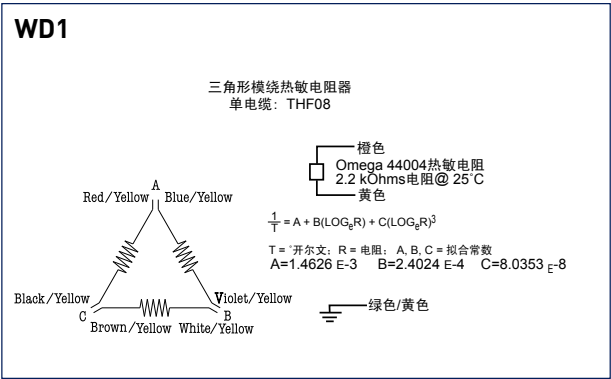 WD1
三角形模绕热敏电阻器
单电缆：THF08
橙色
Omega 44004热敏电阻
2.2 kOhms电阻@ 25˚C
黄色
A
Red/Yellow Blue/Yellow
1/T = A + B(LOGeR) + C(LOGeR)3
T = ˚开尔文；R = 电阻；A, B, C = 拟合常数
A=1.4626 E-3 B=2.4024 E-4 C=8.0353 E-8
Black/Yellow Violet/Yellow
C B
Brown/Yellow White/Yellow
绿色/黄色